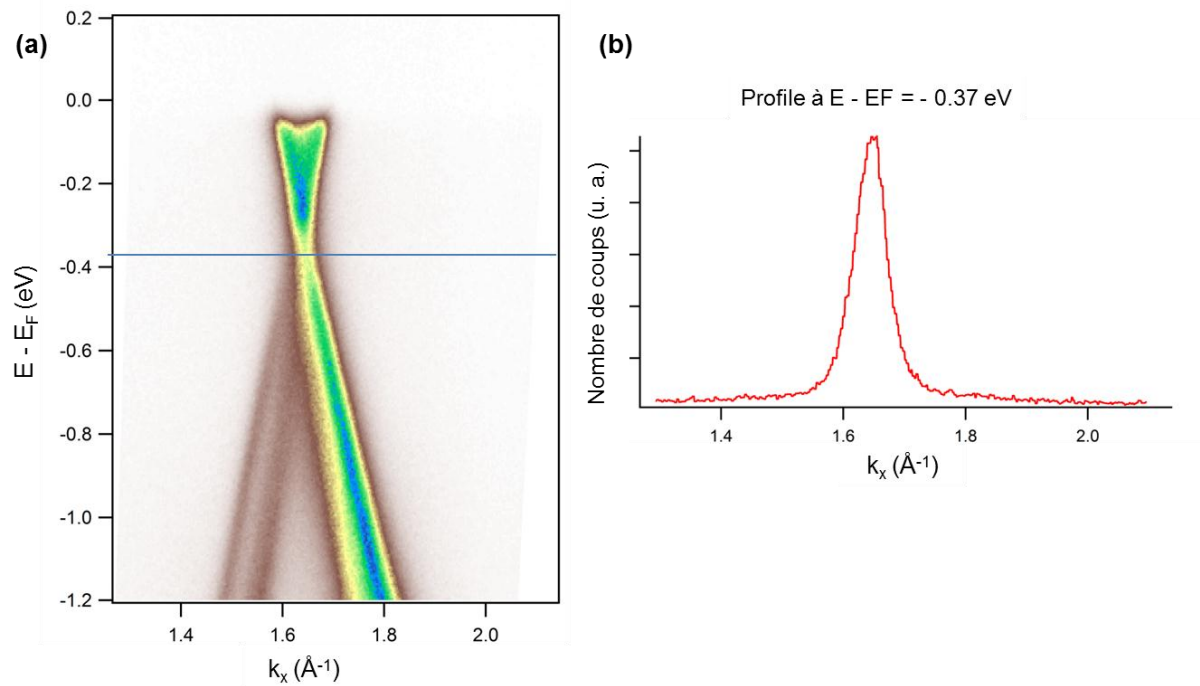 (a)
0.2
0.0
-0.2
-0.4
-0.6
-0.8
-1.0
-1.2
E - EF (eV)
1.4 1.6 1.8 2.0
kx (Å-1)
(b)
Profile à E - EF = - 0.37 eV
Nombre de coups (u. a.)
1.4 1.6 1.8 2.0
kx (Å-1)